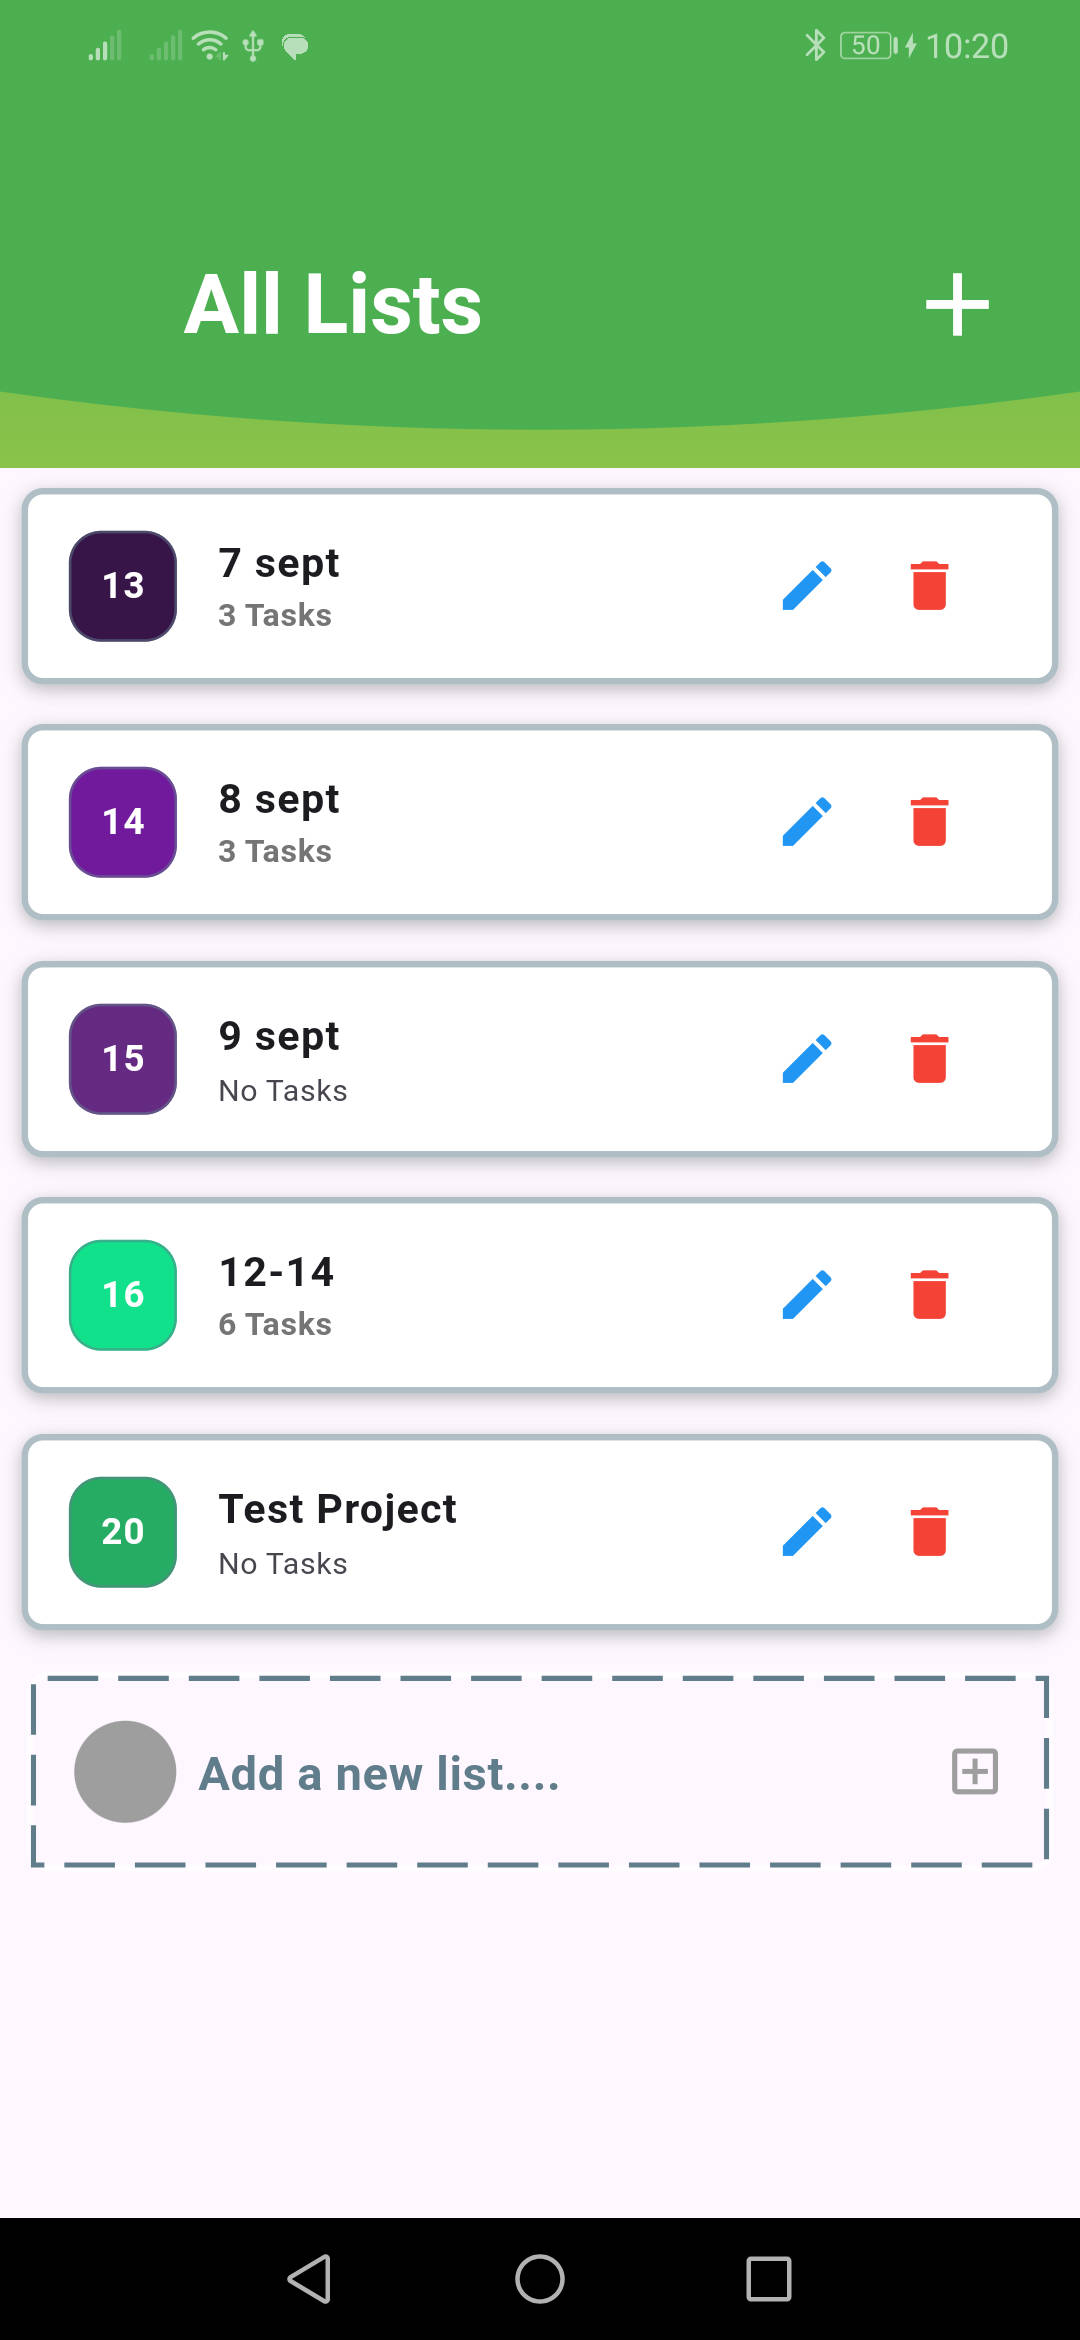 50 10:20
All Lists
13
7 sept
3 Tasks
14
8 sept
3 Tasks
15
9 sept
No Tasks
16
12-14
6 Tasks
20
Test Project
No Tasks
Add a new list....